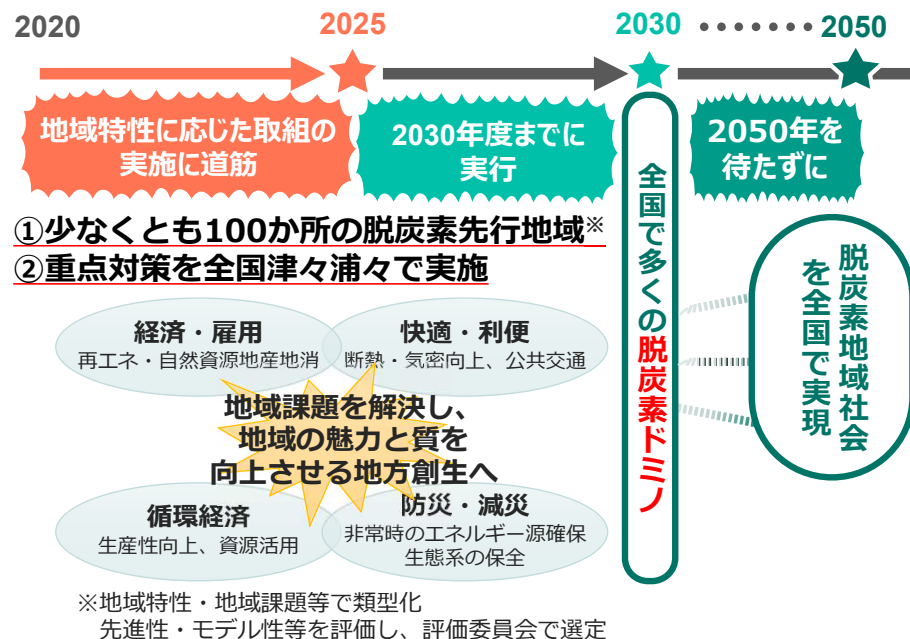 2020
2025
2030
・・・・・・・
2050
地域特性に応じた取組の
実施に道筋
2030年度までに
実行
2050年を
待たずに
①少なくとも100か所の脱炭素先行地域※
②重点対策を全国津々浦々で実施
経済・雇用
再エネ・自然資源地産地消
快適・利便
断熱・気密向上、公共交通
地域課題を解決し、
地域の魅力と質を
向上させる地方創生へ
循環経済
生産性向上、資源活用
防災・減災
非常時のエネルギー源確保
生態系の保全
※地域特性・地域課題等で類型化
先進性・モデル性等を評価し、評価委員会で選定
全国で多くの脱炭素ドミノ
脱炭素地域社会
を全国で実現